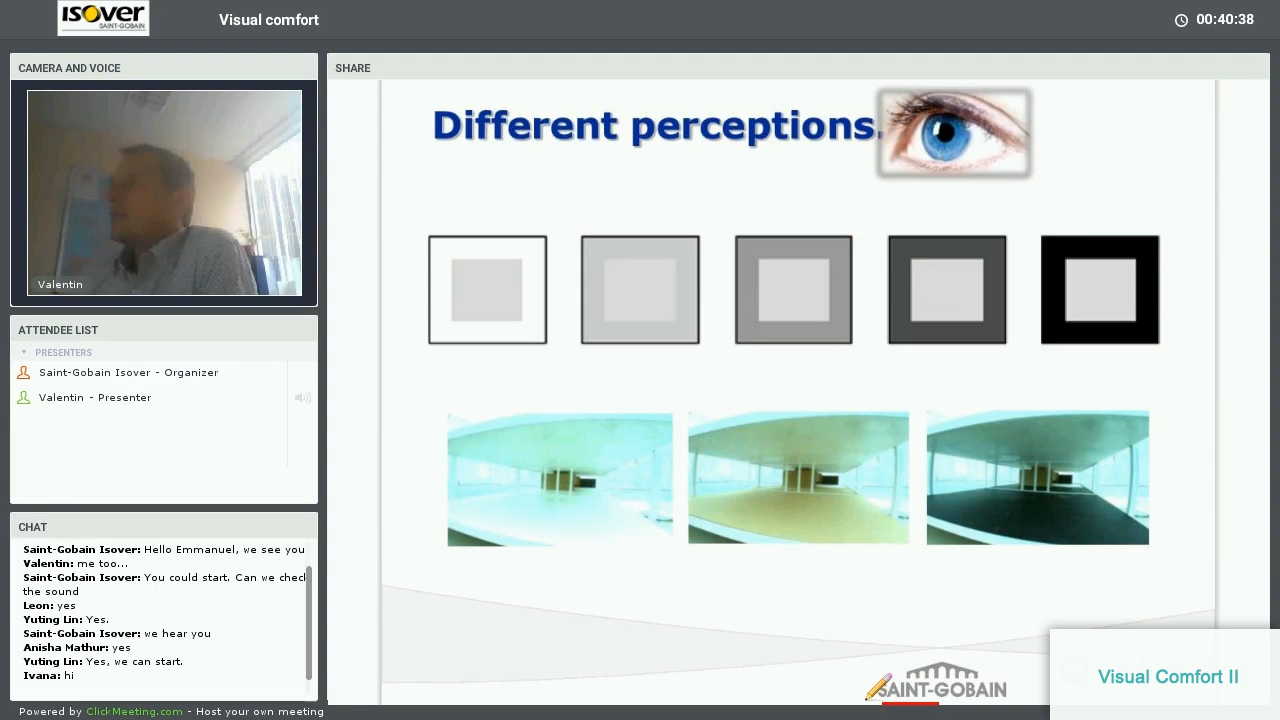 isover
SAINT-GOBAIN
Visual comfort
00:40:38
CAMERA AND VOICE
Valentin
ATTENDEE LIST
PRESENTERS
Saint-Gobain Isover - Organizer
Valentin - Presenter
CHAT
Saint-Gobain Isover: Hello Emmanuel, we see you
Valentin: me too...
Saint-Gobain Isover: You could start. Can we check
the sound
Leon: yes
Yuting Lin: Yes.
Saint-Gobain Isover: we hear you
Anisha Mathur: yes
Yuting Lin: Yes, we can start.
Ivana: hi
Powered by ClickMeeting.com - Host your own meeting
SHARE
Different perceptions.
SAINT-GOBAIN
Visual Comfort II